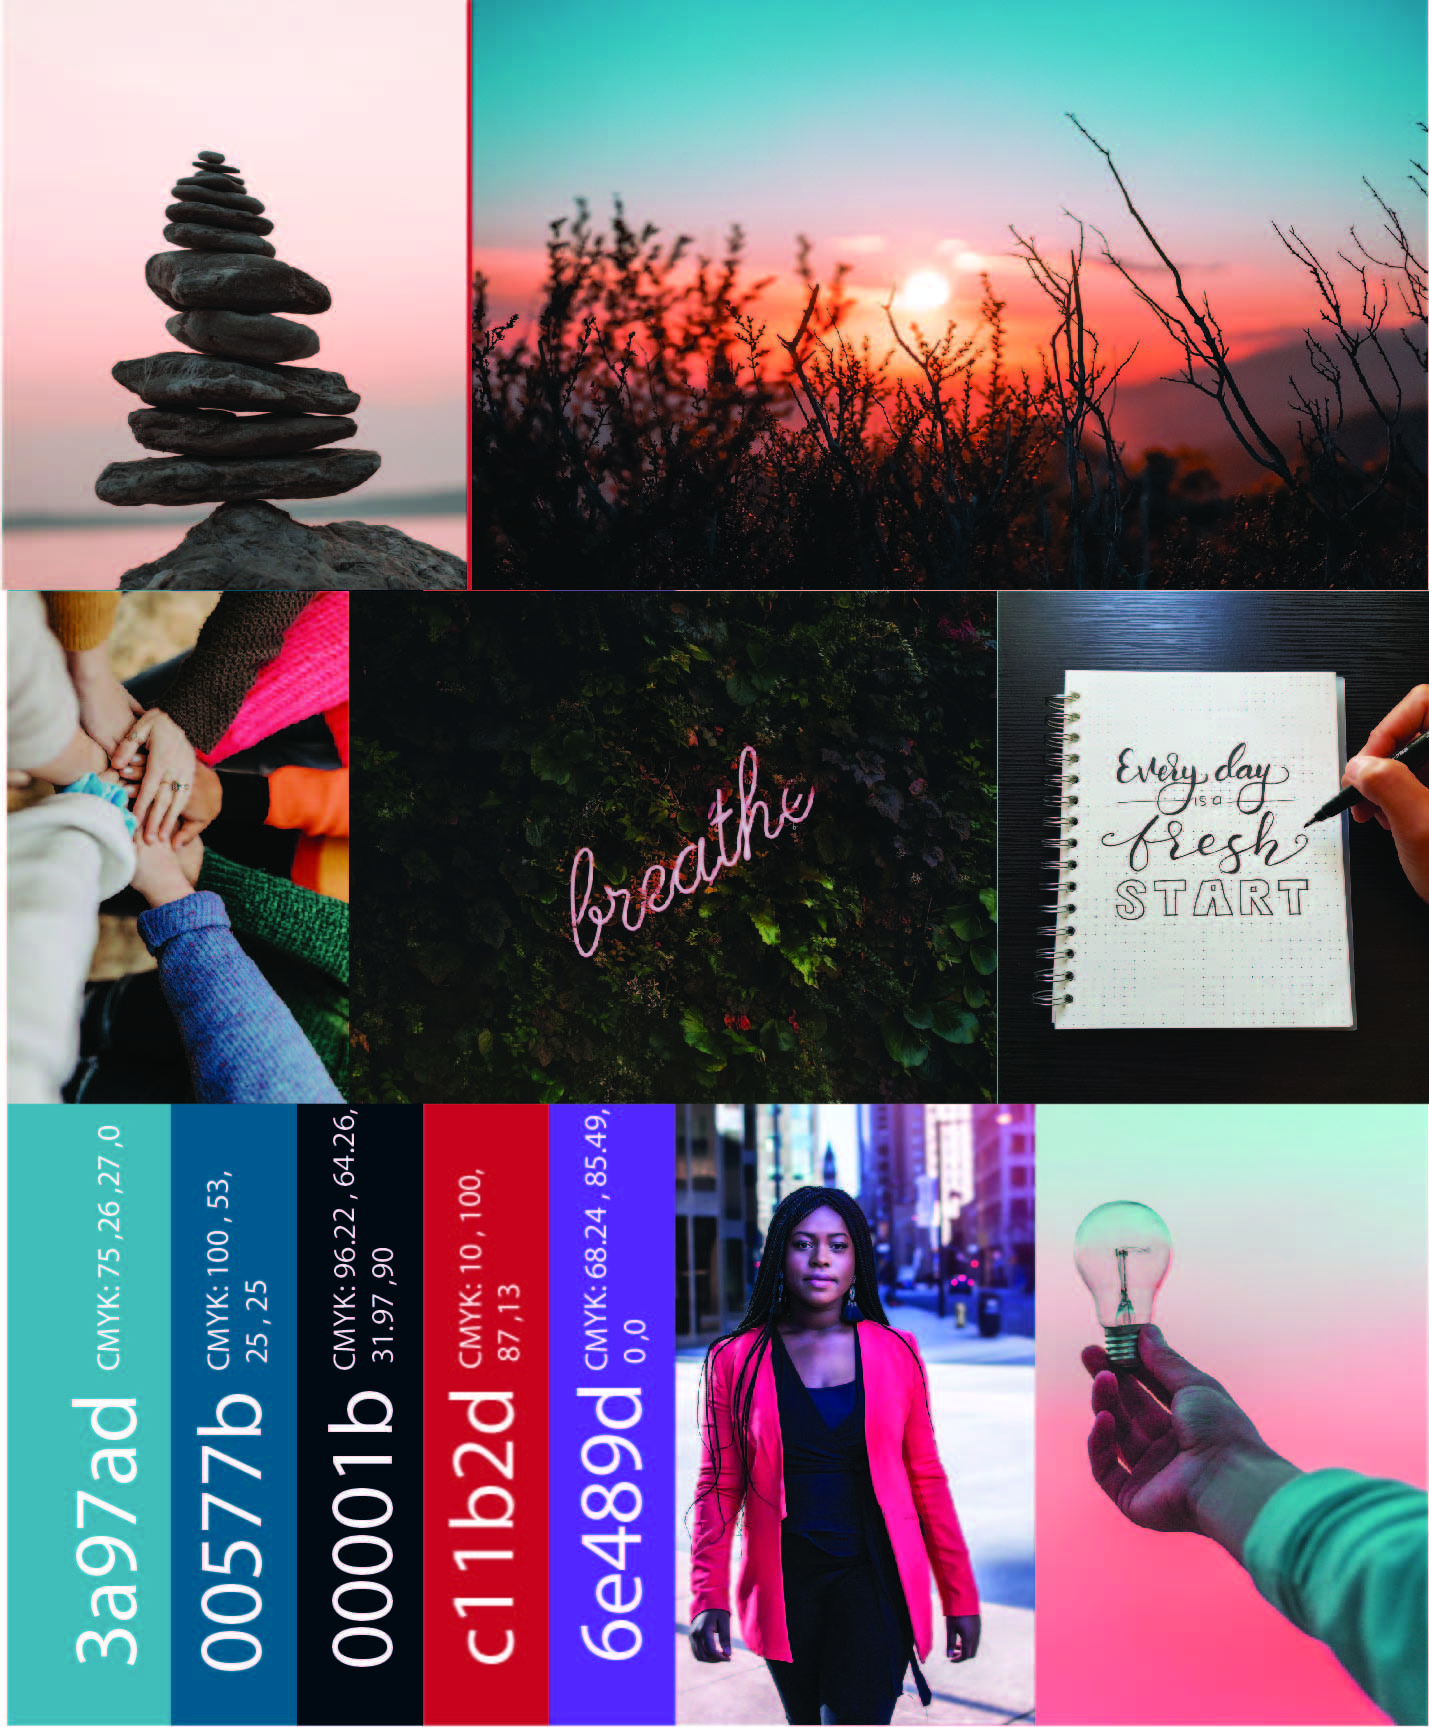 breathe
Every day
is a
fresh
START
3a97ad
CMYK: 75 ,26 ,27 ,0
00577b
CMYK: 100 , 53,
25 , 25
00001b
CMYK: 96.22 , 64.26,
31.97 ,90
c11b2d
CMYK: 10 , 100,
87 ,13
6e489d
CMYK: 68.24 , 85.49,
0 ,0